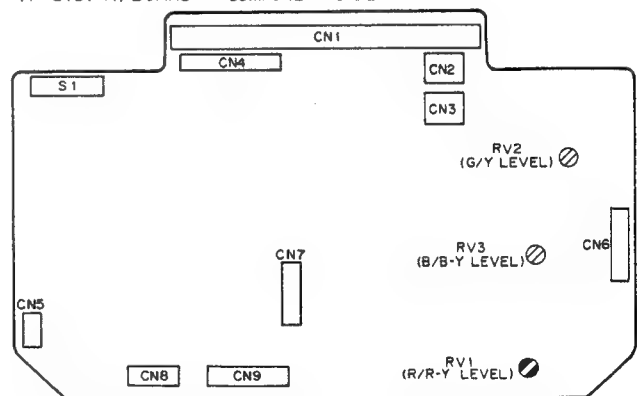 CN1
CN4
CN2
S1
CN3
RV2
(G/Y LEVEL)
RV3
(B/B-Y LEVEL)
CN6
CN7
CN5
RV1
(R/R-Y LEVEL)
CN8
CN9